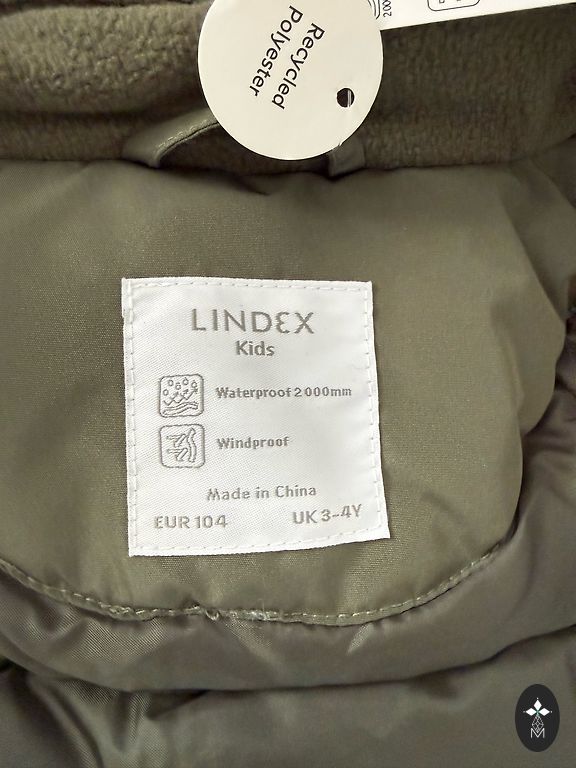 Recycled
Polyester
LINDEX
Kids
Waterproof 2 000mm
Windproof
Made in China
EUR 104 UK 3-4Y
M